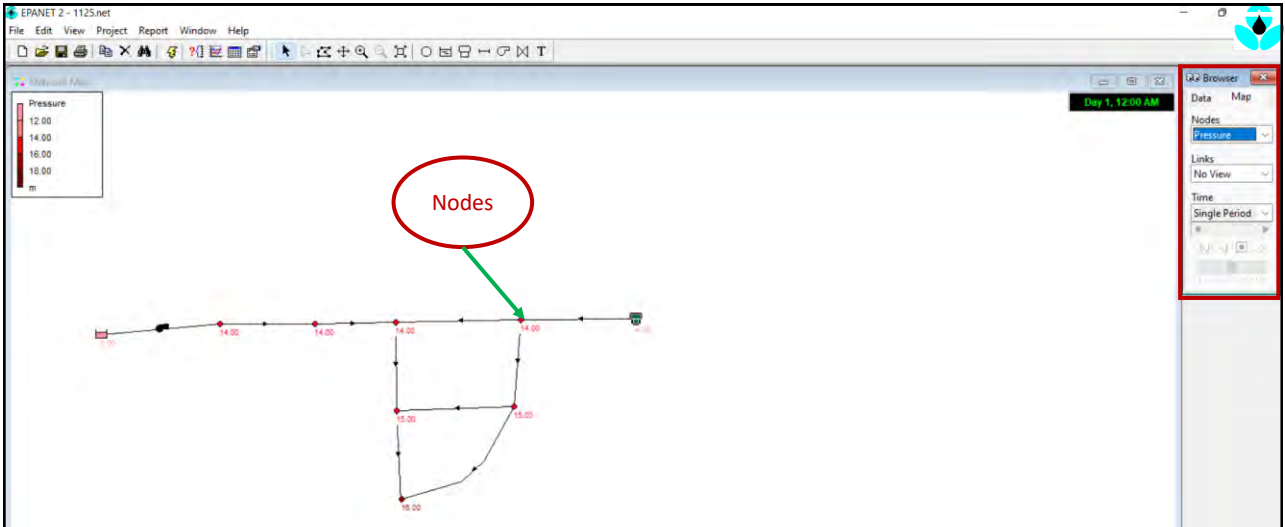 EPANET 2 - 1125.net
File Edit View Project Report Window Help
T
Network Map
Day 1, 12:00 AM
Pressure
12.00
14.00
16.00
18.00
m
Browser
Data Map
Nodes
Pressure
Links
No View
Time
Single Period
Nodes
14.00
14.00
14.00
14.00
15.00
15.00